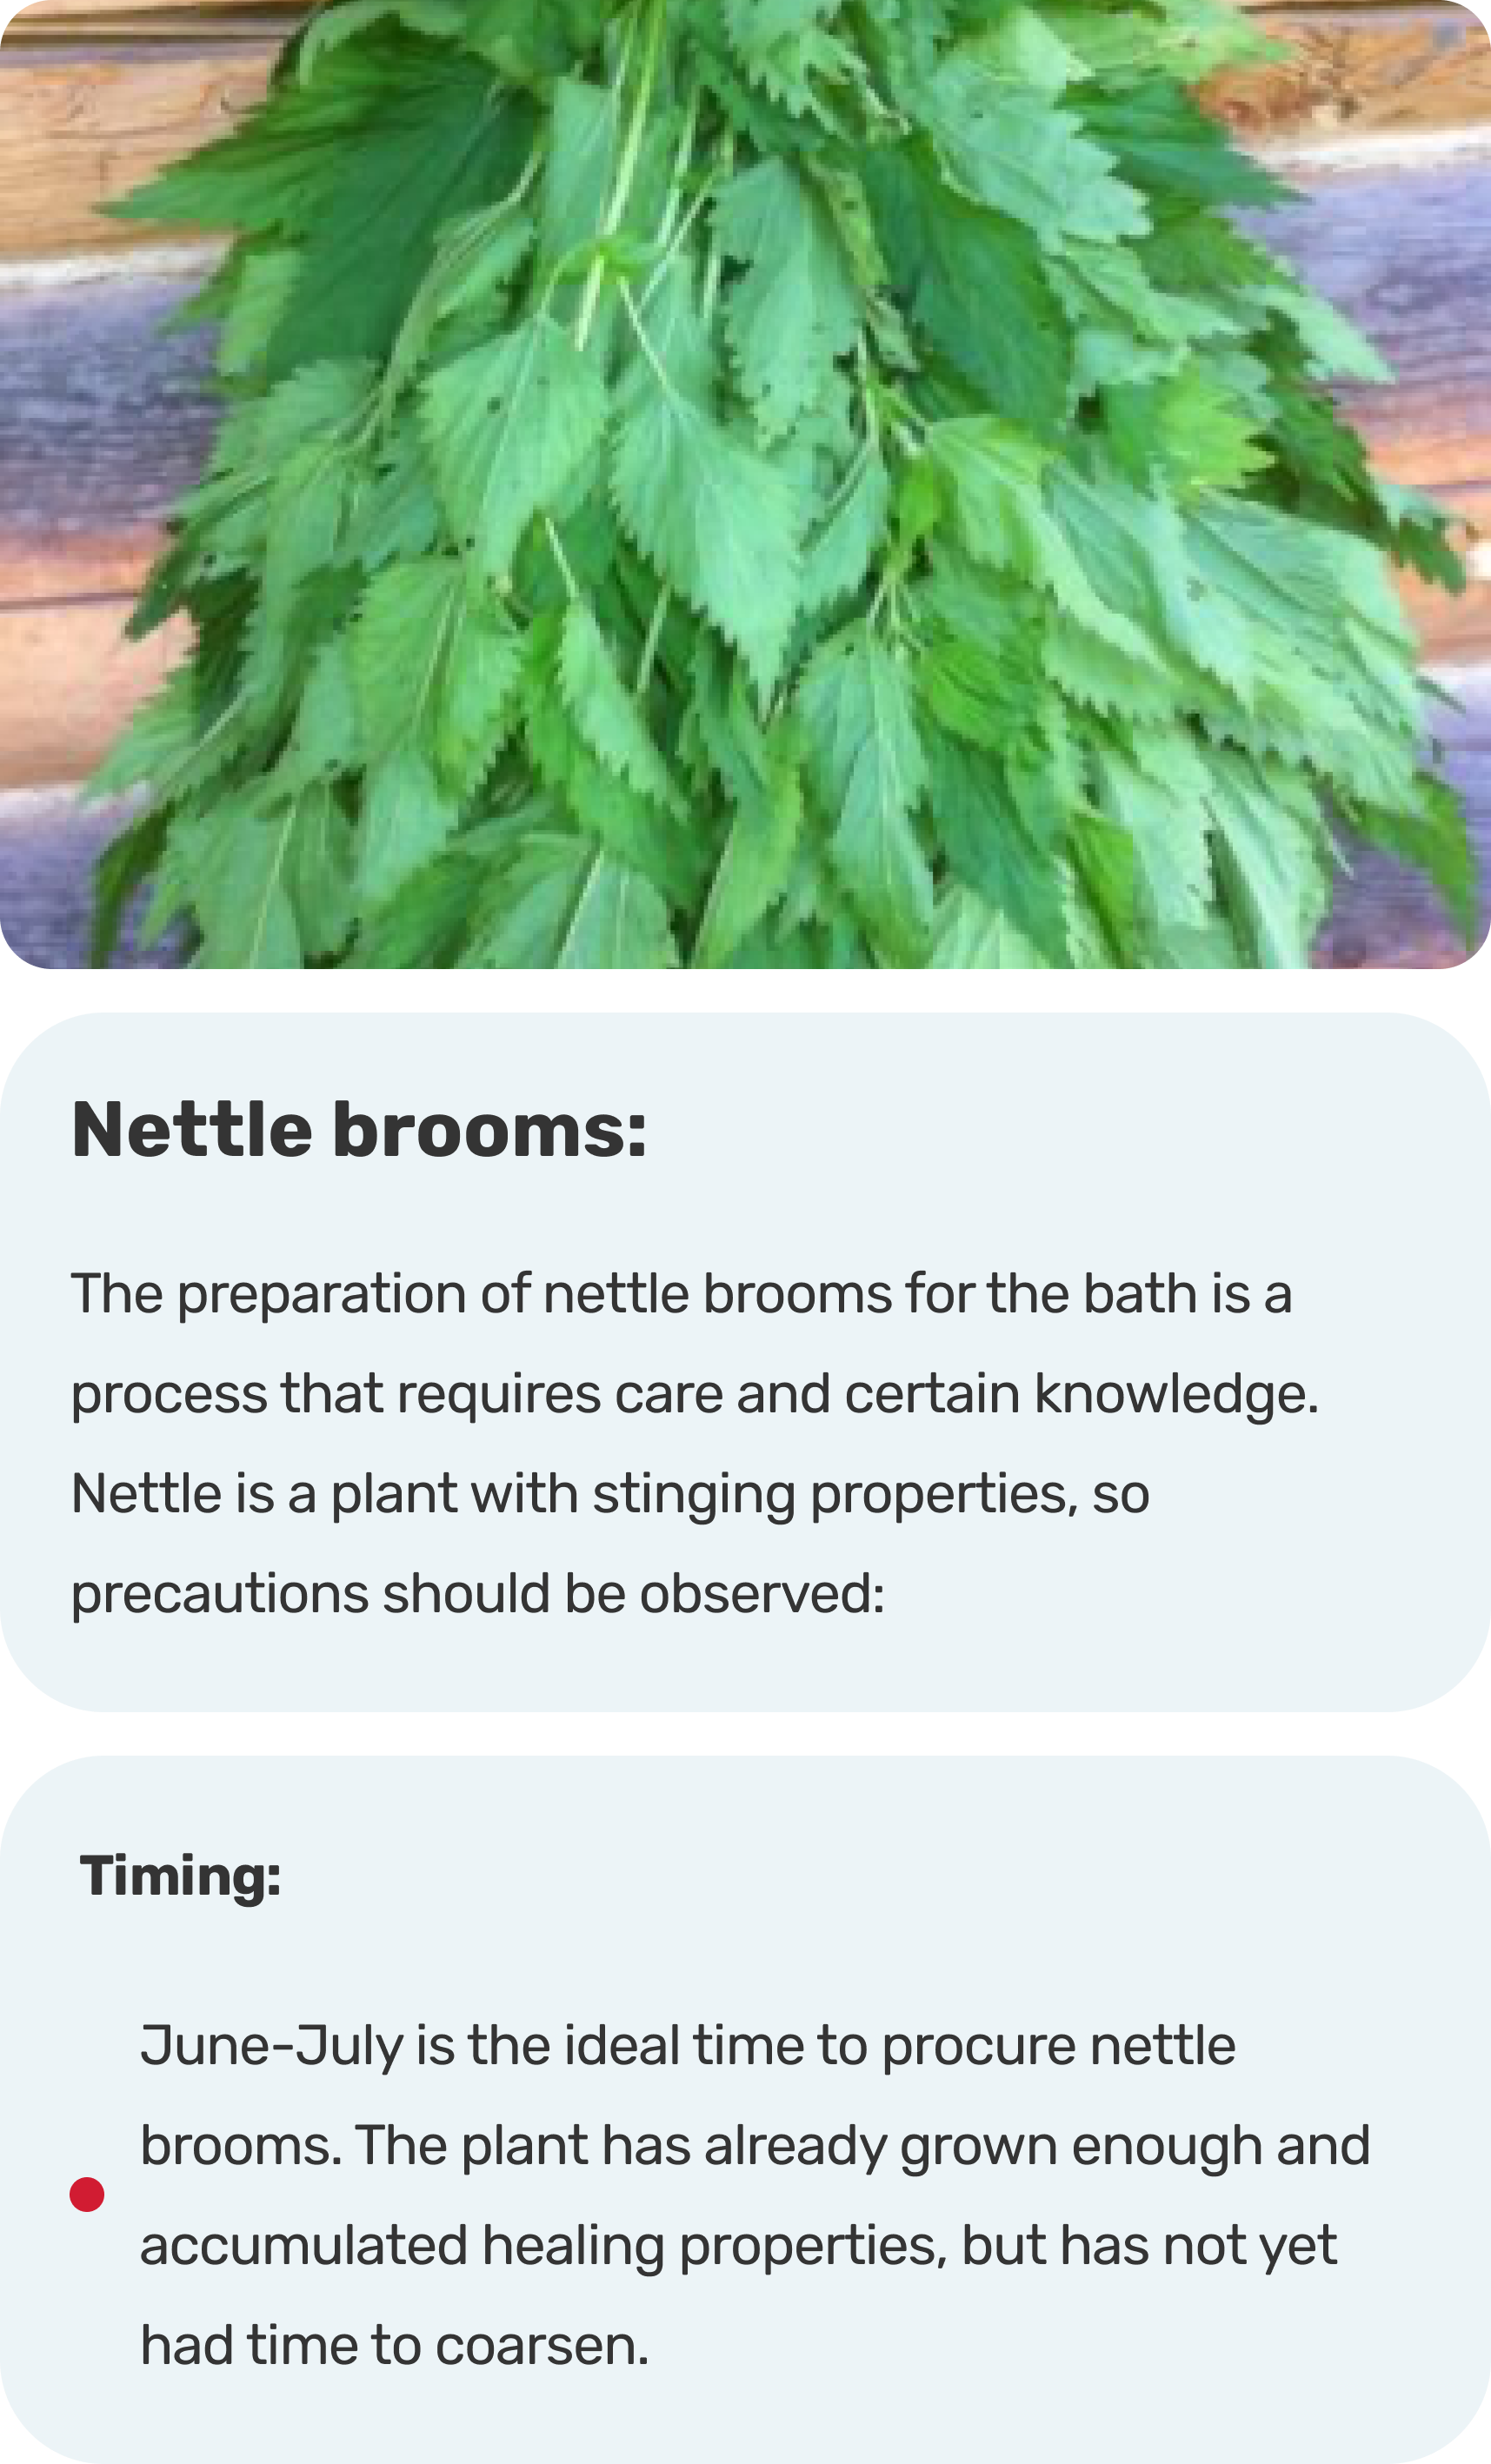 Nettle brooms:
The preparation of nettle brooms for the bath is a
process that requires care and certain knowledge.
Nettle is a plant with stinging properties, so
precautions should be observed:
Timing:
June-July is the ideal time to procure nettle
brooms. The plant has already grown enough and
accumulated healing properties, but has not yet
had time to coarsen.